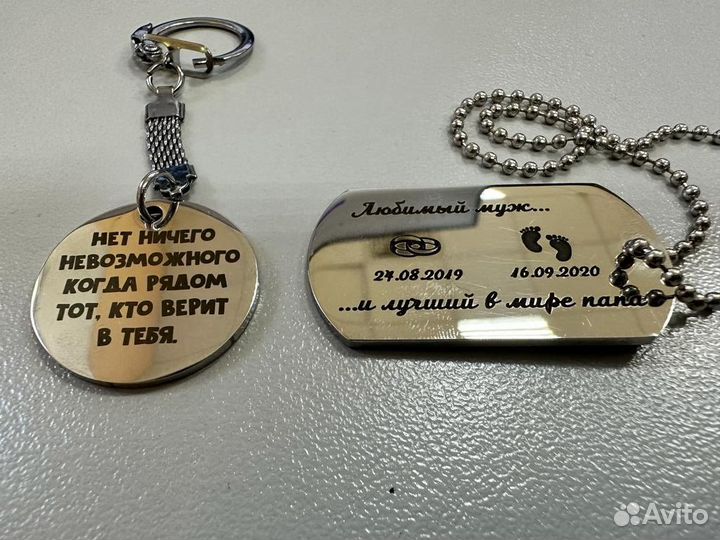 НЕТ НИЧЕГО
НЕВОЗМОЖНОГО
КОГДА РЯДОМ
ТОТ, КТО ВЕРИТ
В ТЕБЯ.
Любимый муж...
24.08.2019 16.09.2020
...и лучший в мире папа
Avito